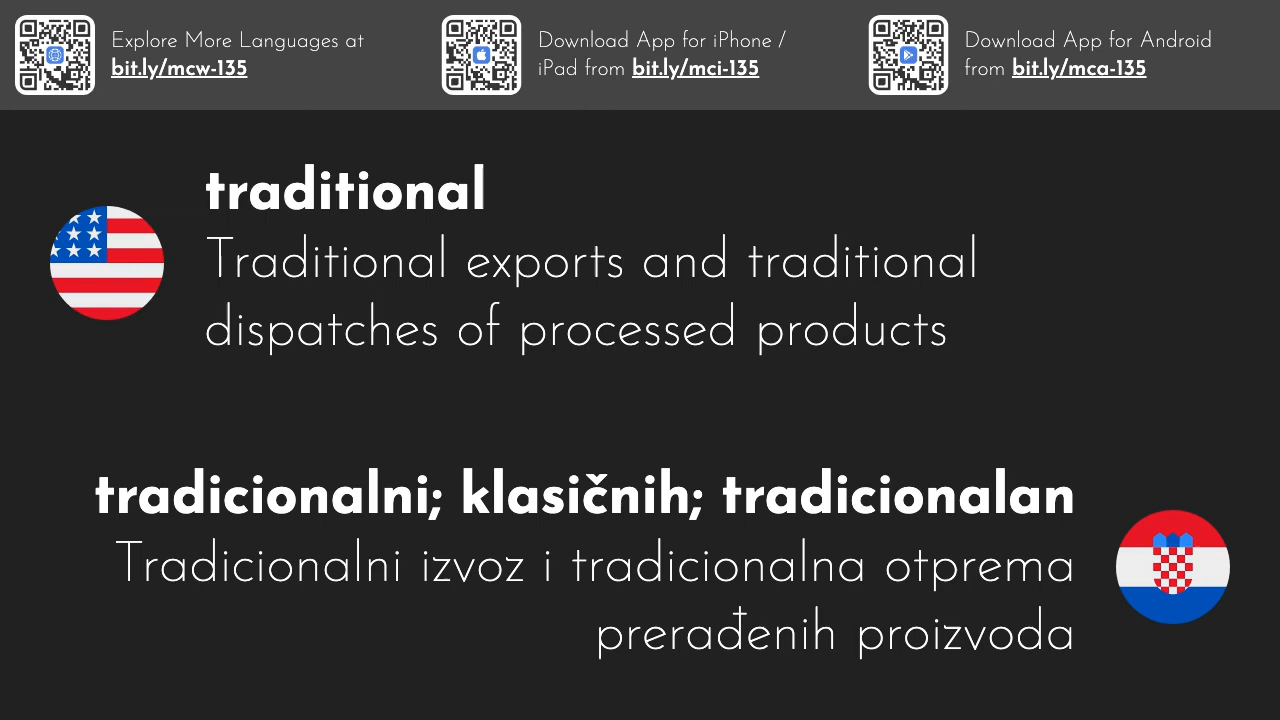 Explore More Languages at
bit.ly/mcw-135
Download App for iPhone /
iPad from bit.ly/mci-135
Download App for Android
from bit.ly/mca-135
traditional
Traditional exports and traditional
dispatches of processed products
tradicionalni; klasičnih; tradicionalan
Tradicionalni izvoz i tradicionalna otprema
prerađenih proizvoda